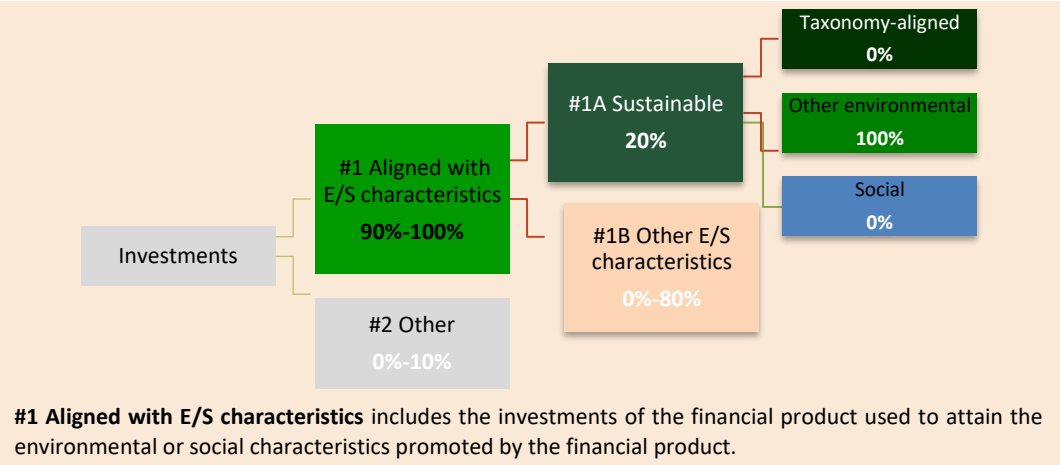 Taxonomy-aligned
0%
#1A Sustainable
20%
Other environmental
100%
#1 Aligned with
E/S characteristics
90%-100%
Social
0%
Investments
#1B Other E/S
characteristics
0%-80%
#2 Other
0%-10%
#1 Aligned with E/S characteristics includes the investments of the financial product used to attain the
environmental or social characteristics promoted by the financial product.